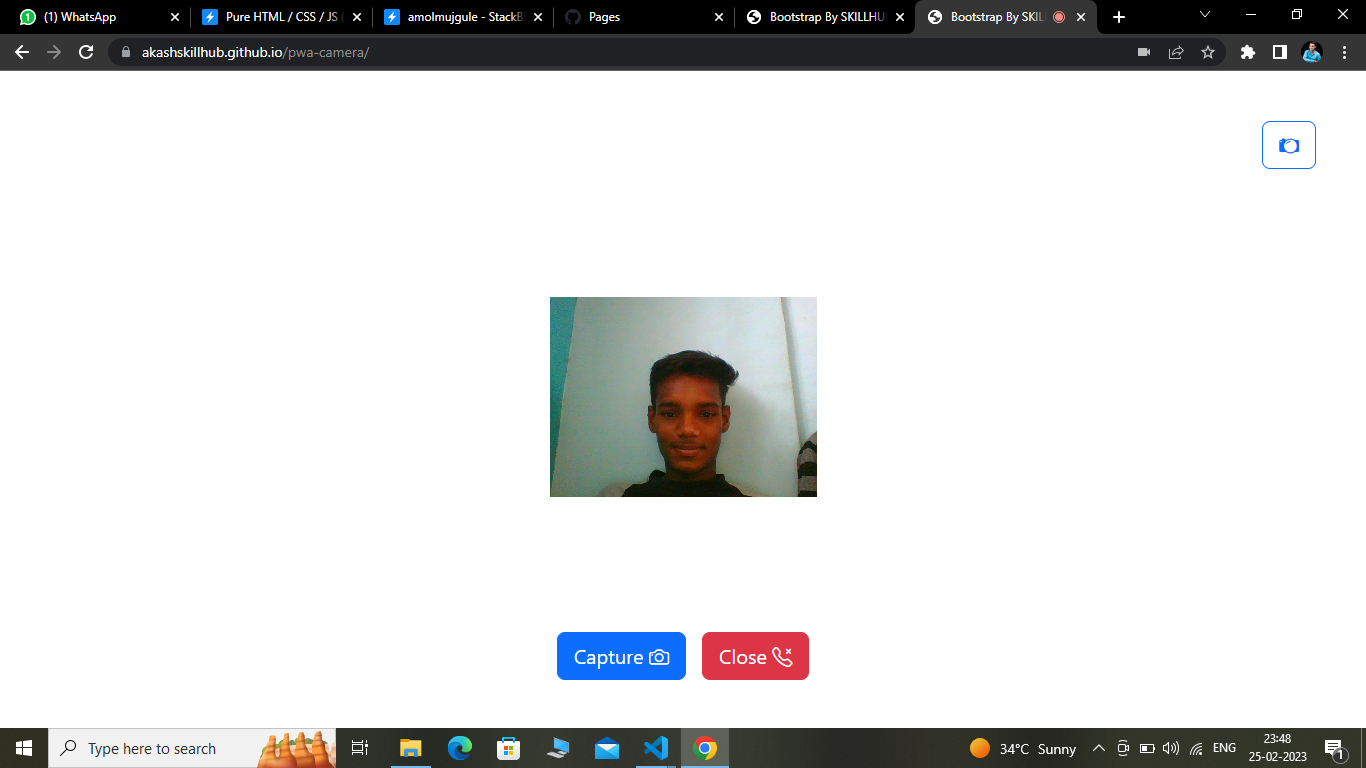 (1) WhatsApp
Pure HTML / CSS / JS
amolmujgule - StackB
Pages
Bootstrap By SKILLHU
Bootstrap By SKIL
akashskillhub.github.io/pwa-camera/
Capture
Close
Type here to search
34°C Sunny
ENG
23:48
25-02-2023
1